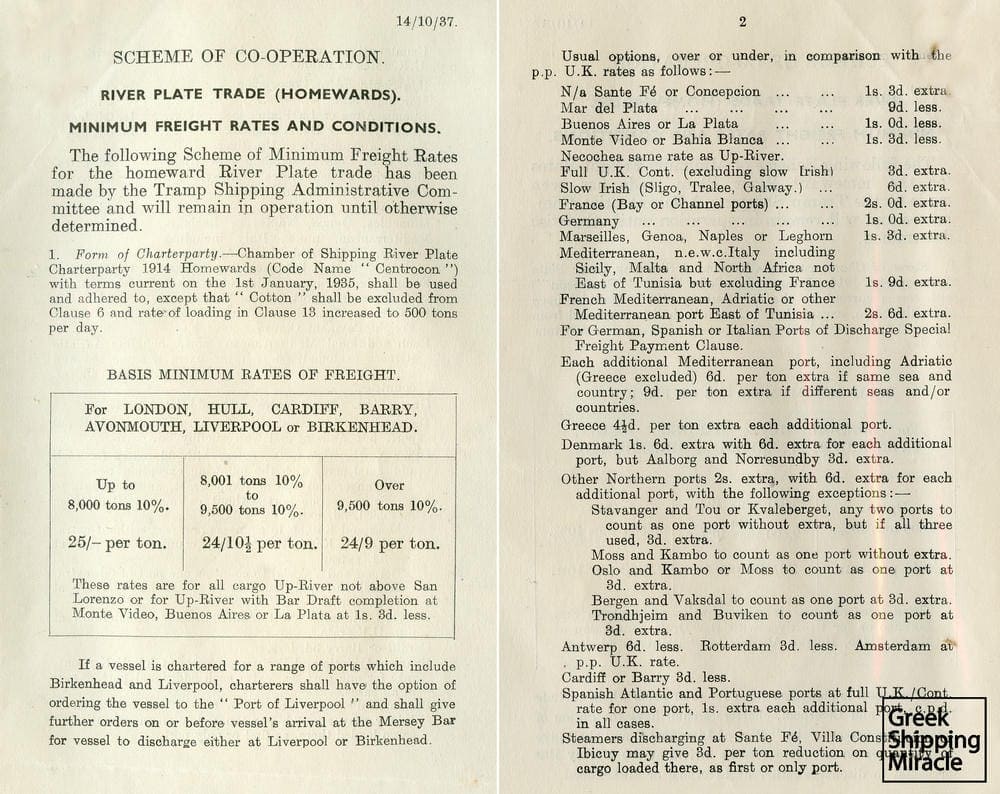 14/10/37.
SCHEME OF CO-OPERATION.
RIVER PLATE TRADE (HOMEWARDS).
MINIMUM FREIGHT RATES AND CONDITIONS.
The following Scheme of Minimum Freight Rates
for the homeward River Plate trade has been
made by the Tramp Shipping Administrative Com-
mittee and will remain in operation until otherwise
determined.
1. Form of Charterparty.—Chamber of Shipping River Plate
Charterparty 1914 Homewards (Code Name “ Centrocon ”)
with terms current on the 1st January, 1935, shall be used
and adhered to, except that “ Cotton ” shall be excluded from
Clause 6 and rate of loading in Clause 13 increased to 500 tons
per day.
BASIS MINIMUM RATES OF FREIGHT.
For LONDON, HULL, CARDIFF, BARRY,
AVONMOUTH, LIVERPOOL or BIRKENHEAD.
Up to
8,000 tons 10%.
25/– per ton.
8,001 tons 10%
to
9,500 tons 10%.
24/10½ per ton.
Over
9,500 tons 10%.
24/9 per ton.
These rates are for all cargo Up-River not above San
Lorenzo or for Up-River with Bar Draft completion at
Monte Video, Buenos Aires or La Plata at 1s. 3d. less.
If a vessel is chartered for a range of ports which include
Birkenhead and Liverpool, charterers shall have the option of
ordering the vessel to the “ Port of Liverpool ” and shall give
further orders on or before vessel's arrival at the Mersey Bar
for vessel to discharge either at Liverpool or Birkenhead.
2
Usual options, over or under, in comparison with the
p.p. U.K. rates as follows:—
N/a Sante Fé or Concepcion ... ... 1s. 3d. extra.
Mar del Plata ... ... ... ... 9d. less.
Buenos Aires or La Plata ... ... 1s. 0d. less.
Monte Video or Bahia Blanca ... ... 1s. 3d. less.
Necochea same rate as Up-River.
Full U.K. Cont. (excluding slow Irish) 3d. extra.
Slow Irish (Sligo, Tralee, Galway.) ... 6d. extra.
France (Bay or Channel ports) ... ... 2s. 0d. extra.
Germany ... ... ... ... ... 1s. 0d. extra.
Marseilles, Genoa, Naples or Leghorn 1s. 3d. extra.
Mediterranean, n.e.w.c.Italy including
Sicily, Malta and North Africa not
East of Tunisia but excluding France 1s. 9d. extra.
French Mediterranean, Adriatic or other
Mediterranean port East of Tunisia ... 2s. 6d. extra.
For German, Spanish or Italian Ports of Discharge Special
Freight Payment Clause.
Each additional Mediterranean port, including Adriatic
(Greece excluded) 6d. per ton extra if same sea and
country; 9d. per ton extra if different seas and/or
countries.
Greece 4½d. per ton extra each additional port.
Denmark 1s. 6d. extra with 6d. extra for each additional
port, but Aalborg and Norresundby 3d. extra.
Other Northern ports 2s. extra, with 6d. extra for each
additional port, with the following exceptions:—
Stavanger and Tou or Kvaleberget, any two ports to
count as one port without extra, but if all three
used, 3d. extra.
Moss and Kambo to count as one port without extra.
Oslo and Kambo or Moss to count as one port at
3d. extra.
Bergen and Vaksdal to count as one port at 3d. extra.
Trondhjeim and Buviken to count as one port at
3d. extra.
Antwerp 6d. less. Rotterdam 3d. less. Amsterdam at
p.p. U.K. rate.
Cardiff or Barry 3d. less.
Spanish Atlantic and Portuguese ports at full U.K./Cont.
rate for one port, 1s. extra each additional port, c.p.d.
in all cases.
Steamers discharging at Sante Fé, Villa
Ibicuy may give 3d. per ton reduction on quantity of
cargo loaded there, as first or only port.
Greek
Shipping
Miracle